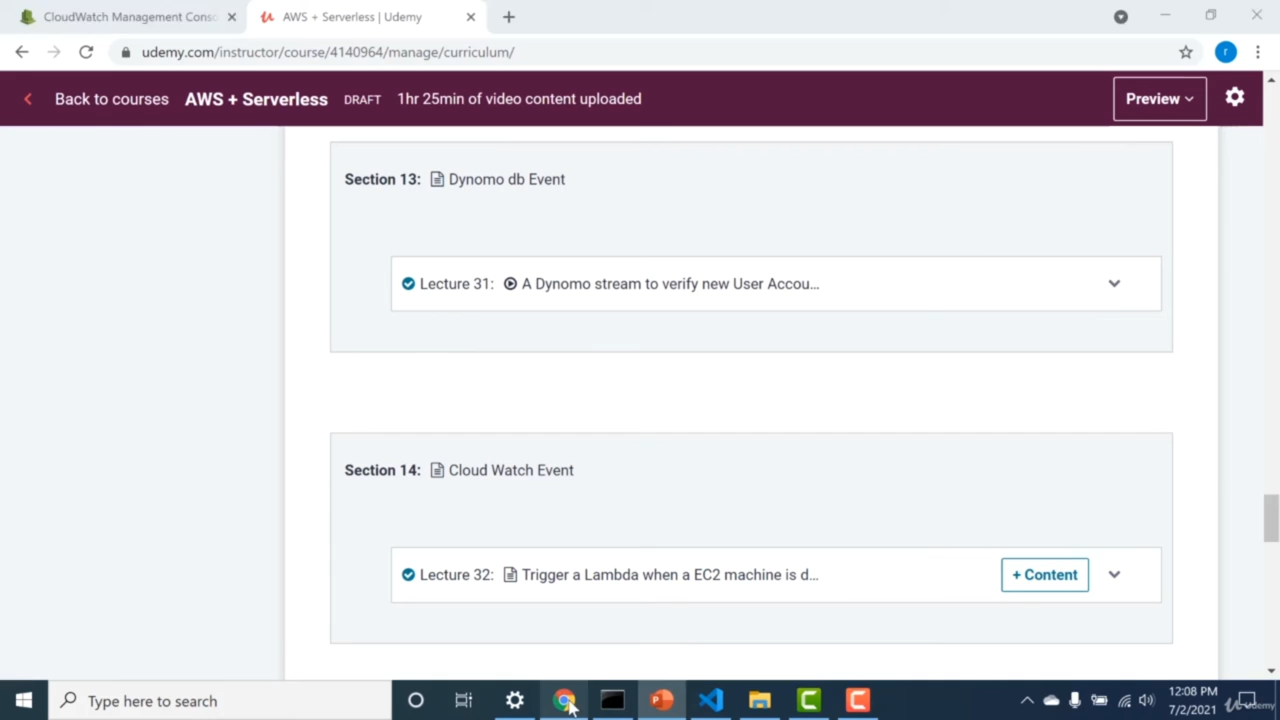 CloudWatch Management Conso
AWS + Serverless | Udemy
udemy.com/instructor/course/4140964/manage/curriculum/
r
Back to courses
AWS + Serverless
DRAFT
1hr 25min of video content uploaded
Preview
Section 13: Dynomo db Event
Lecture 31: A Dynomo stream to verify new User Accou...
Section 14: Cloud Watch Event
Lecture 32: Trigger a Lambda when a EC2 machine is d...
+ Content
Type here to search
12:08 PM
7/2/2021
Udemy